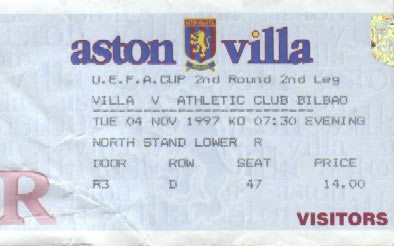 aston villa
U.E.F.A.CUP 2nd Round 2nd Leg
VILLA V ATHLETIC CLUB BILBAO
TUE 04 NOV 1997 KO 07:30 EVENING
NORTH STAND LOWER R
DOOR ROW SEAT PRICE
R3 D 47 14.00
R
VISITORS